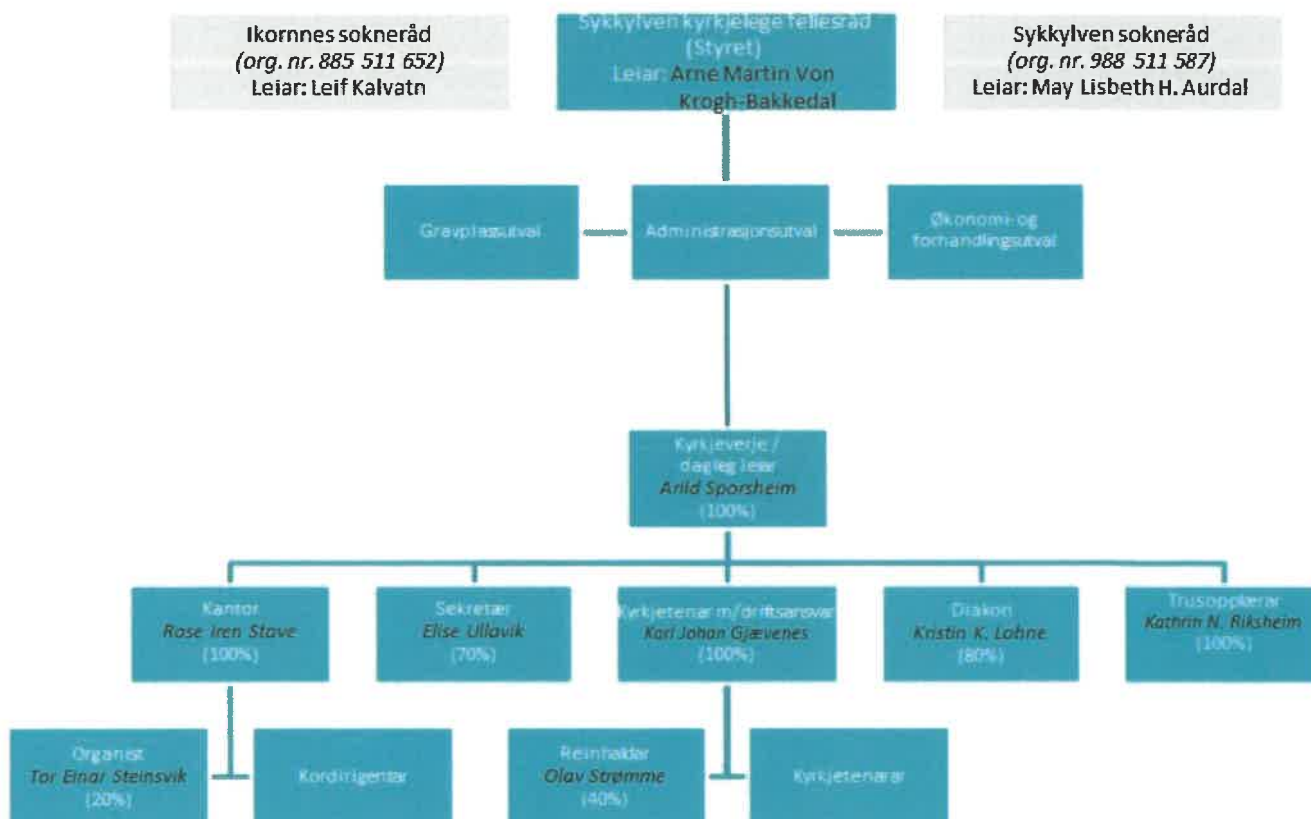 Ikornnes sokneråd
(org. nr. 885 511 652)
Leiar: Leif Kalvatn
Sykkylven kyrkjelege fellesråd
(Styret)
Leiar: Arne Martin Von
Krogh-Bakkedal
Sykkylven sokneråd
(org. nr. 988 511 587)
Leiar: May Lisbeth H. Aurdal
Gravplassutval
Administrasjonsutval
Økonomi- og
forhandlingsutval
Kyrkjeverje /
dagleg leiar
Arild Sporsheim
(100%)
Kantor
Rose Iren Stave
(100%)
Sekretær
Elise Ullavik
(70%)
Kyrkjetenar m/driftsansvar
Karl Johan Gjævenes
(100%)
Diakon
Kristin K. Lohne
(80%)
Trusopplærar
Kathrin N. Riksheim
(100%)
Organist
Tor Einar Steinsvik
(20%)
Kordirigentar
Reinhaldar
Olav Strømme
(40%)
Kyrkjetenarar